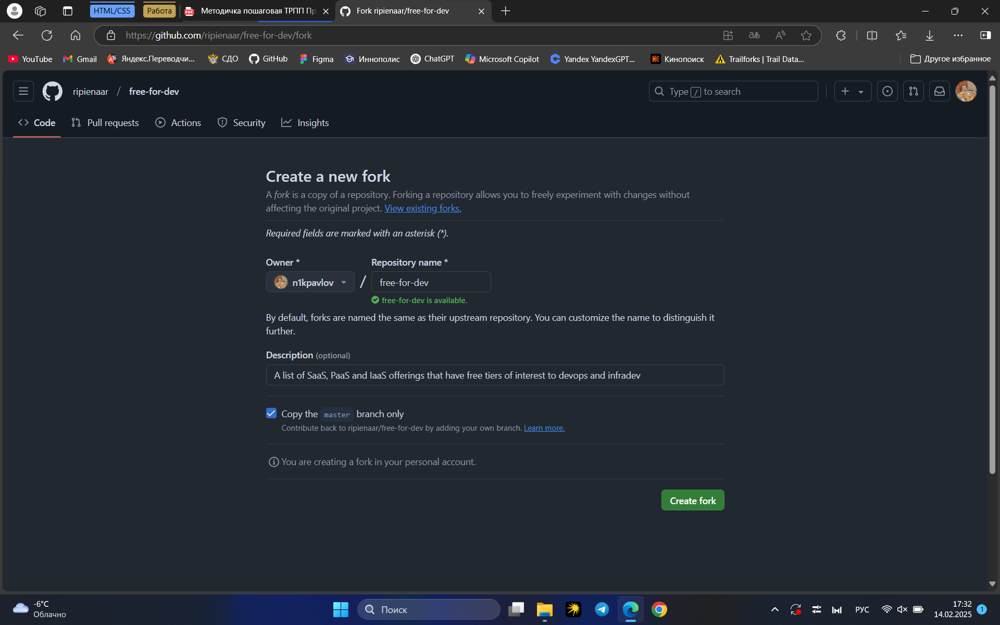 HTML/CSS
Работа
Методичка пошаговая ТРПП Пр
Fork ripienaar/free-for-dev
https://github.com/ripienaar/free-for-dev/fork
YouTube
Gmail
Яндекс.Переводчи...
СДО
GitHub
Figma
Иннополис
ChatGPT
Microsoft Copilot
Yandex YandexGPT...
Кинопоиск
Trailforks | Trail Data...
Другое избранное
ripienaar / free-for-dev
Type / to search
Code
Pull requests
Actions
Security
Insights
Create a new fork
A fork is a copy of a repository. Forking a repository allows you to freely experiment with changes without
affecting the original project. View existing forks.
Required fields are marked with an asterisk (*).
Owner *
Repository name *
n1kpavlov
/
free-for-dev
free-for-dev is available.
By default, forks are named the same as their upstream repository. You can customize the name to distinguish it
further.
Description (optional)
A list of SaaS, PaaS and IaaS offerings that have free tiers of interest to devops and infradev
Copy the master branch only
Contribute back to ripienaar/free-for-dev by adding your own branch. Learn more.
You are creating a fork in your personal account.
Create fork
-6°C
Облачно
Поиск
РУС
17:32
14.02.2025
1